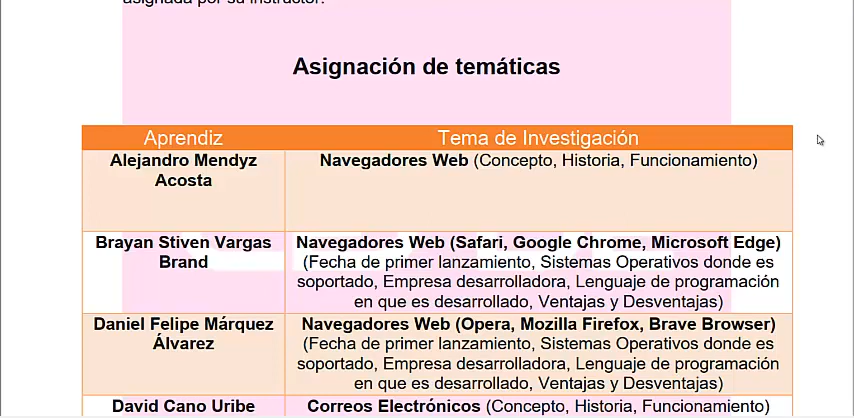 asignada por su instructor.
Asignación de temáticas
Aprendiz
Tema de Investigación
Alejandro Mendyz
Acosta
Navegadores Web (Concepto, Historia, Funcionamiento)
Brayan Stiven Vargas
Brand
Navegadores Web (Safari, Google Chrome, Microsoft Edge)
(Fecha de primer lanzamiento, Sistemas Operativos donde es
soportado, Empresa desarrolladora, Lenguaje de programación
en que es desarrollado, Ventajas y Desventajas)
Daniel Felipe Márquez
Álvarez
Navegadores Web (Opera, Mozilla Firefox, Brave Browser)
(Fecha de primer lanzamiento, Sistemas Operativos donde es
soportado, Empresa desarrolladora, Lenguaje de programación
en que es desarrollado, Ventajas y Desventajas)
David Cano Uribe
Correos Electrónicos (Concepto, Historia, Funcionamiento)